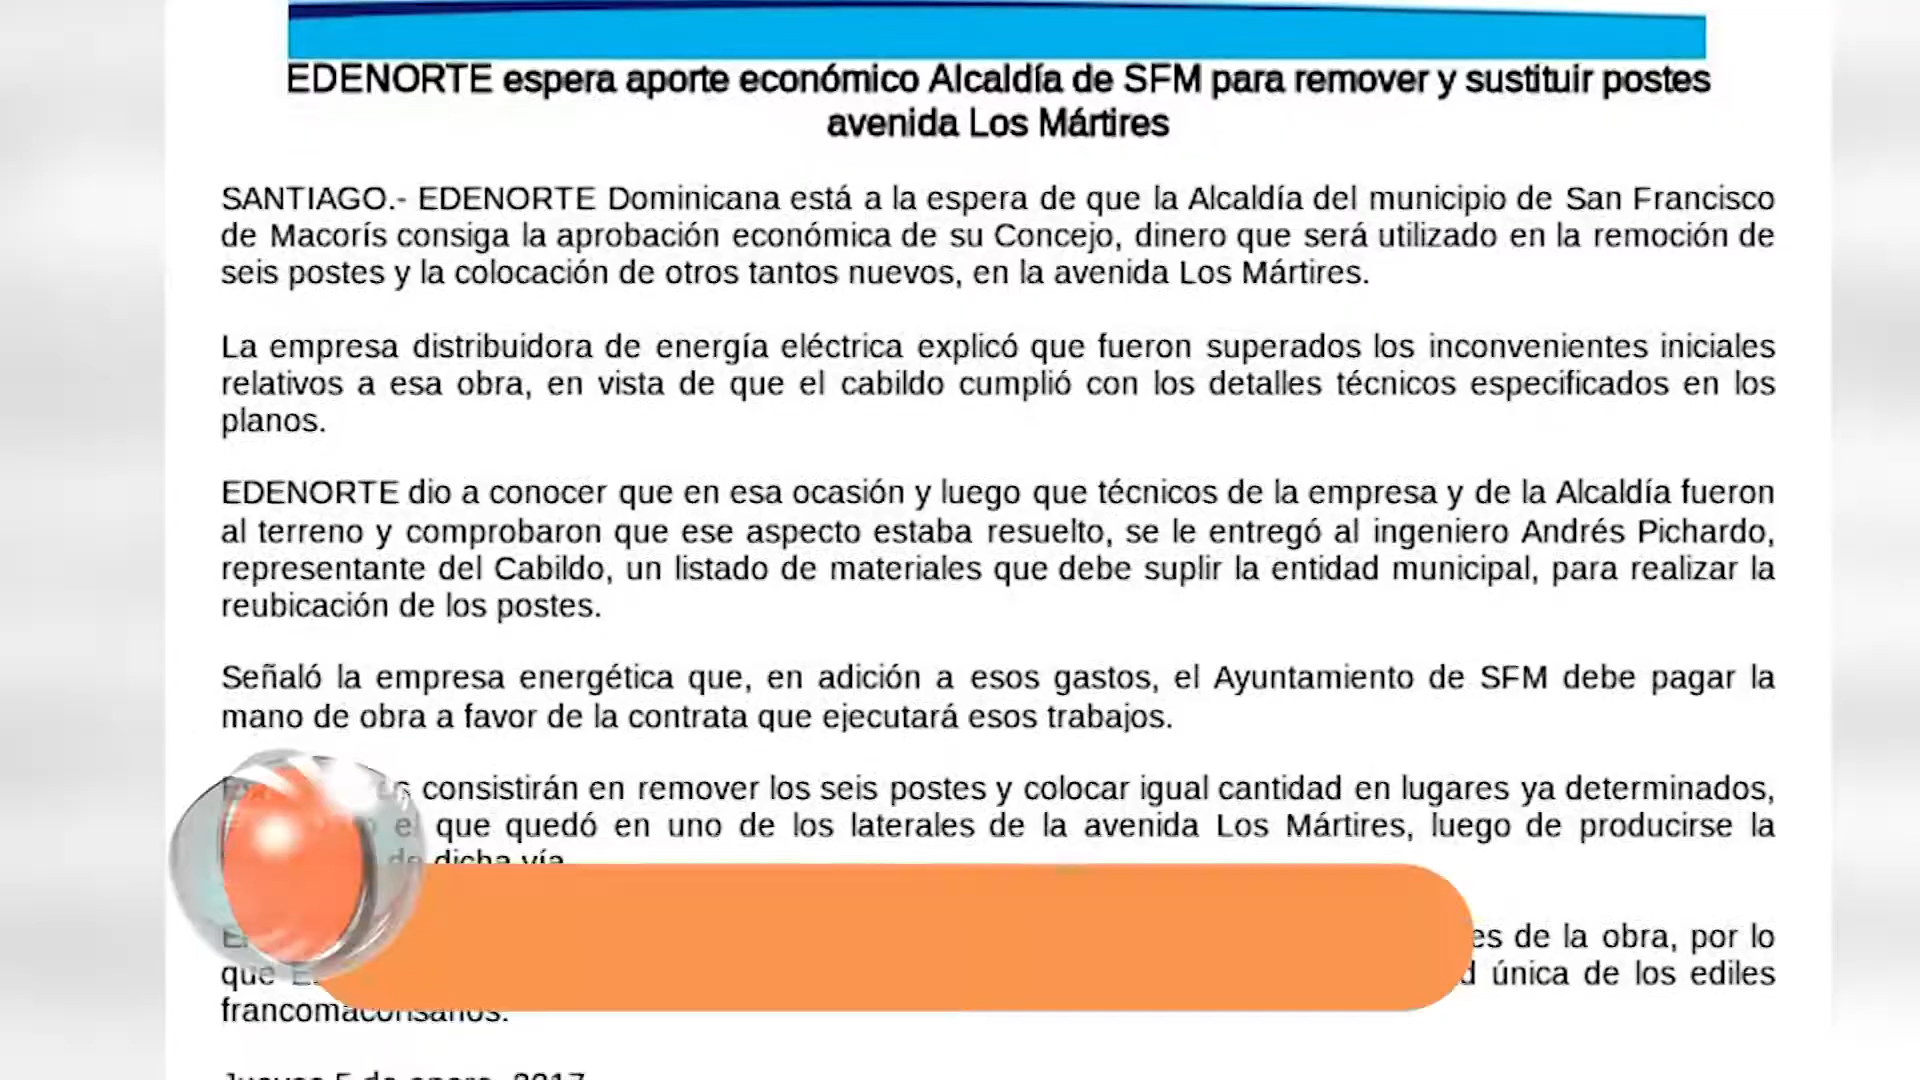 EDENORTE espera aporte económico Alcaldía de SFM para remover y sustituir postes
avenida Los Mártires
SANTIAGO.- EDENORTE Dominicana está a la espera de que la Alcaldía del municipio de San Francisco
de Macorís consiga la aprobación económica de su Concejo, dinero que será utilizado en la remoción de
seis postes y la colocación de otros tantos nuevos, en la avenida Los Mártires.
La empresa distribuidora de energía eléctrica explicó que fueron superados los inconvenientes iniciales
relativos a esa obra, en vista de que el cabildo cumplió con los detalles técnicos especificados en los
planos.
EDENORTE dio a conocer que en esa ocasión y luego que técnicos de la empresa y de la Alcaldía fueron
al terreno y comprobaron que ese aspecto estaba resuelto, se le entregó al ingeniero Andrés Pichardo,
representante del Cabildo, un listado de materiales que debe suplir la entidad municipal, para realizar la
reubicación de los postes.
Señaló la empresa energética que, en adición a esos gastos, el Ayuntamiento de SFM debe pagar la
mano de obra a favor de la contrata que ejecutará esos trabajos.
consistirán en remover los seis postes y colocar igual cantidad en lugares ya determinados,
el que quedó en uno de los laterales de la avenida Los Mártires, luego de producirse la
de dicha vía.
de la obra, por lo
que única de los ediles
francomacorisanos.
Jueves 5 de enero, 2017